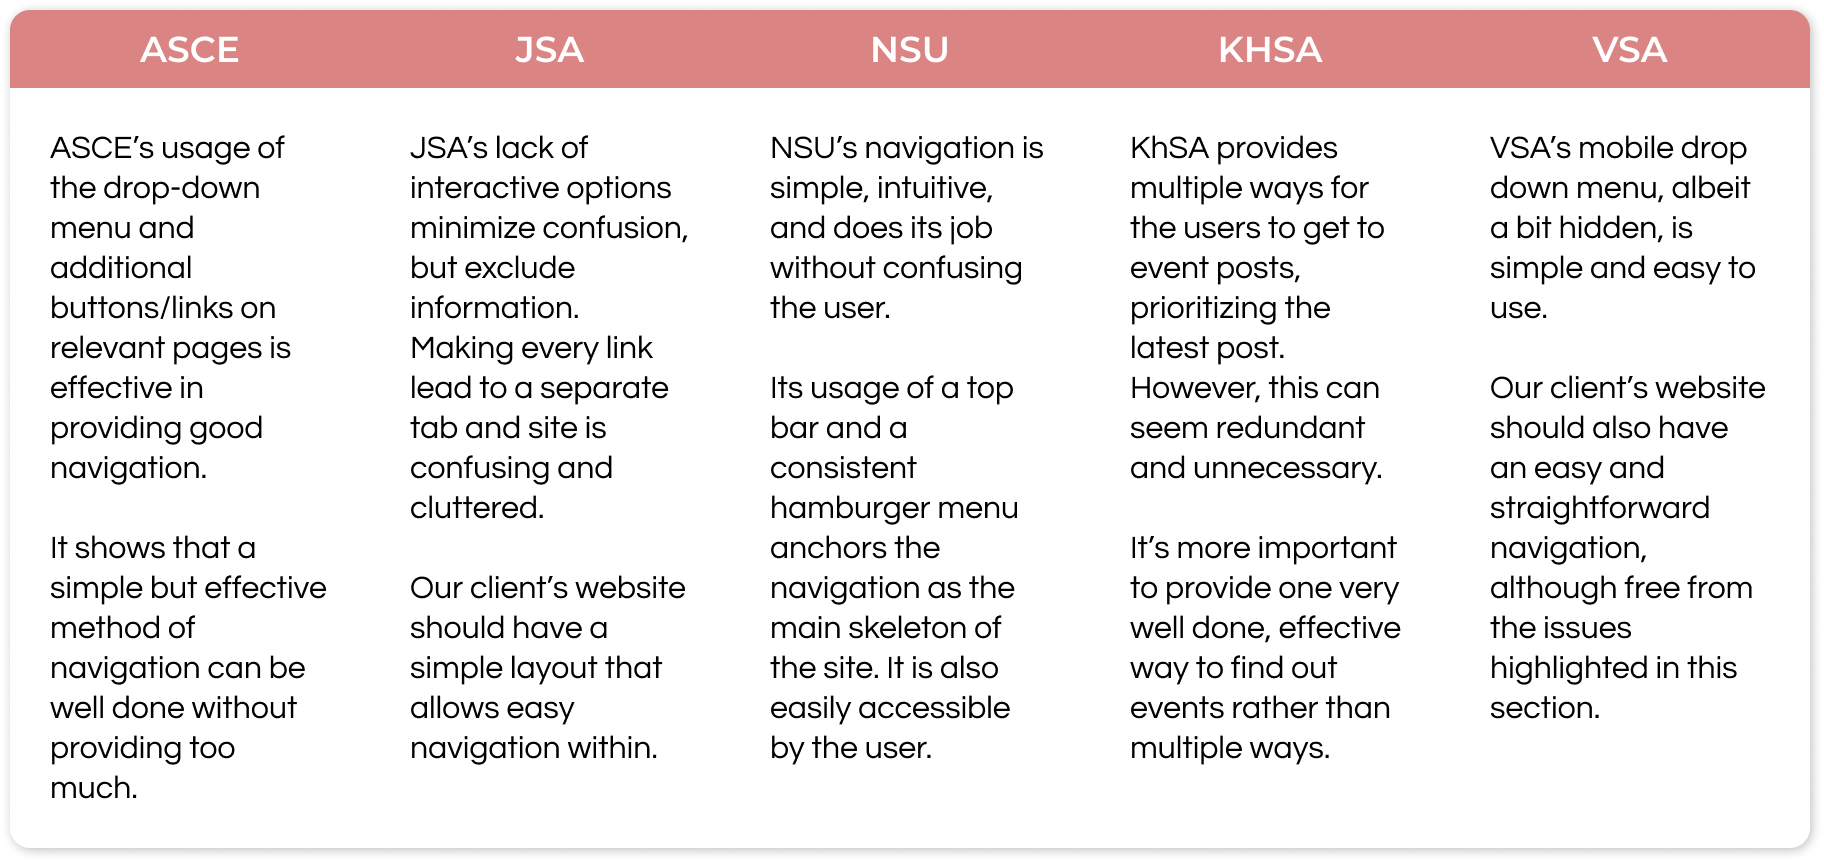 ASCE
JSA
NSU
KHSA
VSA
ASCE’s usage of
the drop-down
menu and
additional
buttons/links on
relevant pages is
effective in
providing good
navigation.
It shows that a
simple but effective
method of
navigation can be
well done without
providing too
much.
JSA’s lack of
interactive options
minimize confusion,
but exclude
information.
Making every link
lead to a separate
tab and site is
confusing and
cluttered.
Our client’s website
should have a
simple layout that
allows easy
navigation within.
NSU’s navigation is
simple, intuitive,
and does its job
without confusing
the user.
Its usage of a top
bar and a
consistent
hamburger menu
anchors the
navigation as the
main skeleton of
the site. It is also
easily accessible
by the user.
KhSA provides
multiple ways for
the users to get to
event posts,
prioritizing the
latest post.
However, this can
seem redundant
and unnecessary.
It’s more important
to provide one very
well done, effective
way to find out
events rather than
multiple ways.
VSA’s mobile drop
down menu, albeit
a bit hidden, is
simple and easy to
use.
Our client’s website
should also have
an easy and
straightforward
navigation,
although free from
the issues
highlighted in this
section.